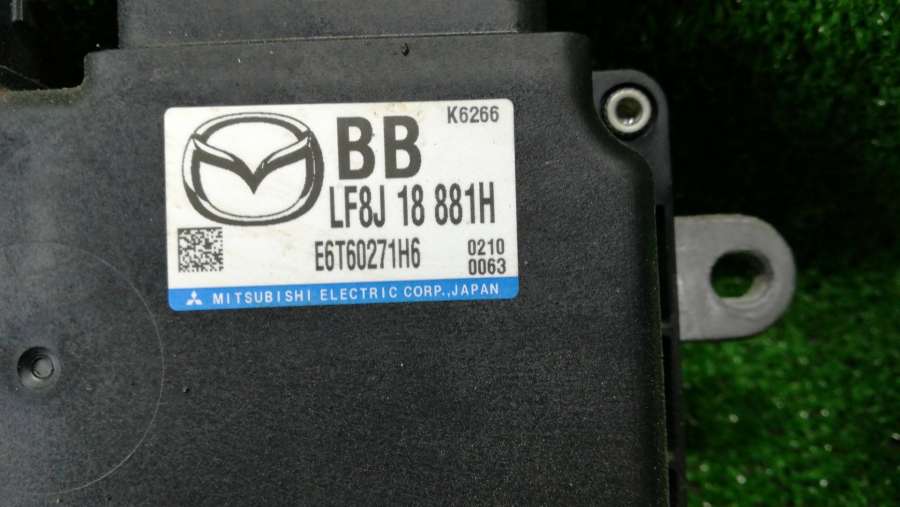 K6266
BB
LF8J 18 881H
E6T60271H6
0210
0063
MITSUBISHI ELECTRIC CORP., JAPAN